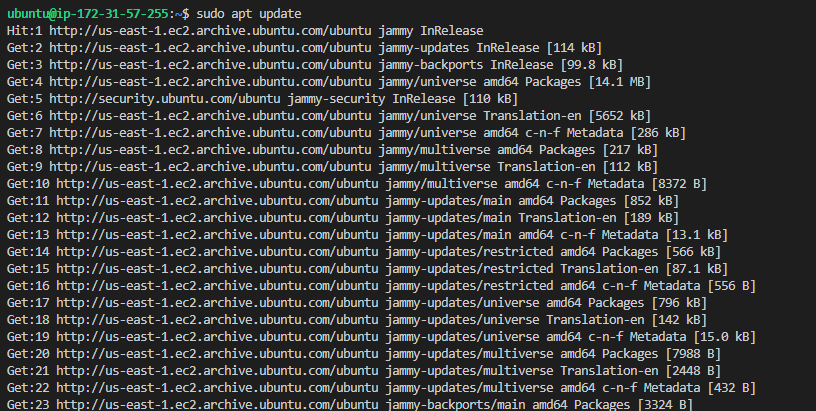 ubuntu@ip-172-31-57-255:~$ sudo apt update
Hit:1 http://us-east-1.ec2.archive.ubuntu.com/ubuntu jammy InRelease
Get:2 http://us-east-1.ec2.archive.ubuntu.com/ubuntu jammy-updates InRelease [114 kB]
Get:3 http://us-east-1.ec2.archive.ubuntu.com/ubuntu jammy-backports InRelease [99.8 kB]
Get:4 http://us-east-1.ec2.archive.ubuntu.com/ubuntu jammy/universe amd64 Packages [14.1 MB]
Get:5 http://security.ubuntu.com/ubuntu jammy-security InRelease [110 kB]
Get:6 http://us-east-1.ec2.archive.ubuntu.com/ubuntu jammy/universe Translation-en [5652 kB]
Get:7 http://us-east-1.ec2.archive.ubuntu.com/ubuntu jammy/universe amd64 c-n-f Metadata [286 kB]
Get:8 http://us-east-1.ec2.archive.ubuntu.com/ubuntu jammy/multiverse amd64 Packages [217 kB]
Get:9 http://us-east-1.ec2.archive.ubuntu.com/ubuntu jammy/multiverse Translation-en [112 kB]
Get:10 http://us-east-1.ec2.archive.ubuntu.com/ubuntu jammy/multiverse amd64 c-n-f Metadata [8372 B]
Get:11 http://us-east-1.ec2.archive.ubuntu.com/ubuntu jammy-updates/main amd64 Packages [852 kB]
Get:12 http://us-east-1.ec2.archive.ubuntu.com/ubuntu jammy-updates/main Translation-en [189 kB]
Get:13 http://us-east-1.ec2.archive.ubuntu.com/ubuntu jammy-updates/main amd64 c-n-f Metadata [13.1 kB]
Get:14 http://us-east-1.ec2.archive.ubuntu.com/ubuntu jammy-updates/restricted amd64 Packages [566 kB]
Get:15 http://us-east-1.ec2.archive.ubuntu.com/ubuntu jammy-updates/restricted Translation-en [87.1 kB]
Get:16 http://us-east-1.ec2.archive.ubuntu.com/ubuntu jammy-updates/restricted amd64 c-n-f Metadata [556 B]
Get:17 http://us-east-1.ec2.archive.ubuntu.com/ubuntu jammy-updates/universe amd64 Packages [796 kB]
Get:18 http://us-east-1.ec2.archive.ubuntu.com/ubuntu jammy-updates/universe Translation-en [142 kB]
Get:19 http://us-east-1.ec2.archive.ubuntu.com/ubuntu jammy-updates/universe amd64 c-n-f Metadata [15.0 kB]
Get:20 http://us-east-1.ec2.archive.ubuntu.com/ubuntu jammy-updates/multiverse amd64 Packages [7988 B]
Get:21 http://us-east-1.ec2.archive.ubuntu.com/ubuntu jammy-updates/multiverse Translation-en [2448 B]
Get:22 http://us-east-1.ec2.archive.ubuntu.com/ubuntu jammy-updates/multiverse amd64 c-n-f Metadata [432 B]
Get:23 http://us-east-1.ec2.archive.ubuntu.com/ubuntu jammy-backports/main amd64 Packages [3324 B]